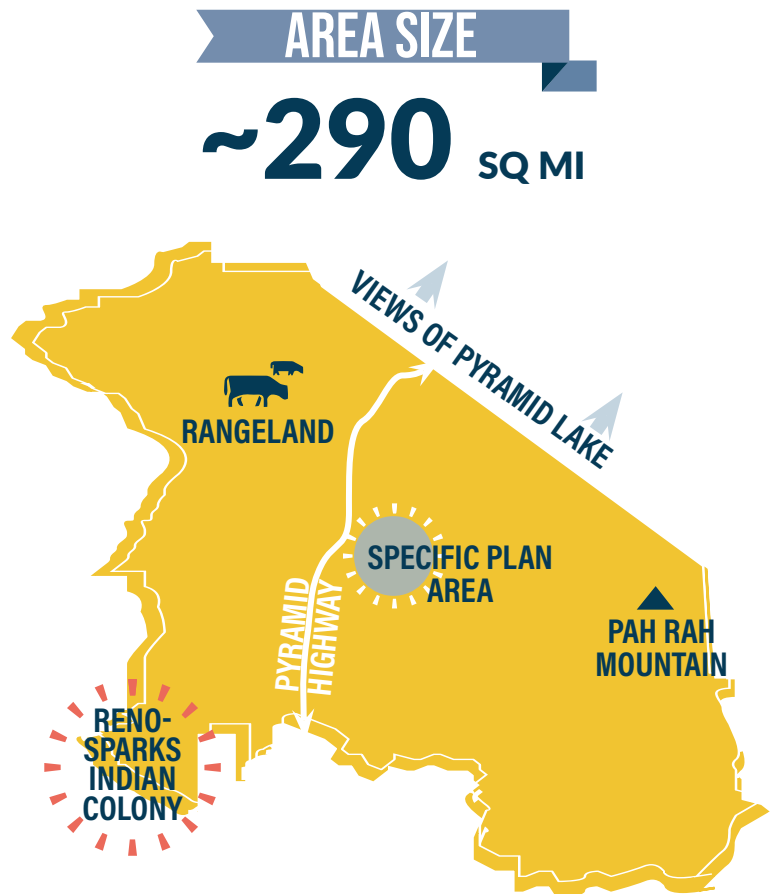 AREA SIZE
~290 SQ MI
VIEWS OF PYRAMID LAKE
RANGELAND
SPECIFIC PLAN
AREA
PYRAMID
HIGHWAY
PAH RAH
MOUNTAIN
RENO-
SPARKS
INDIAN
COLONY